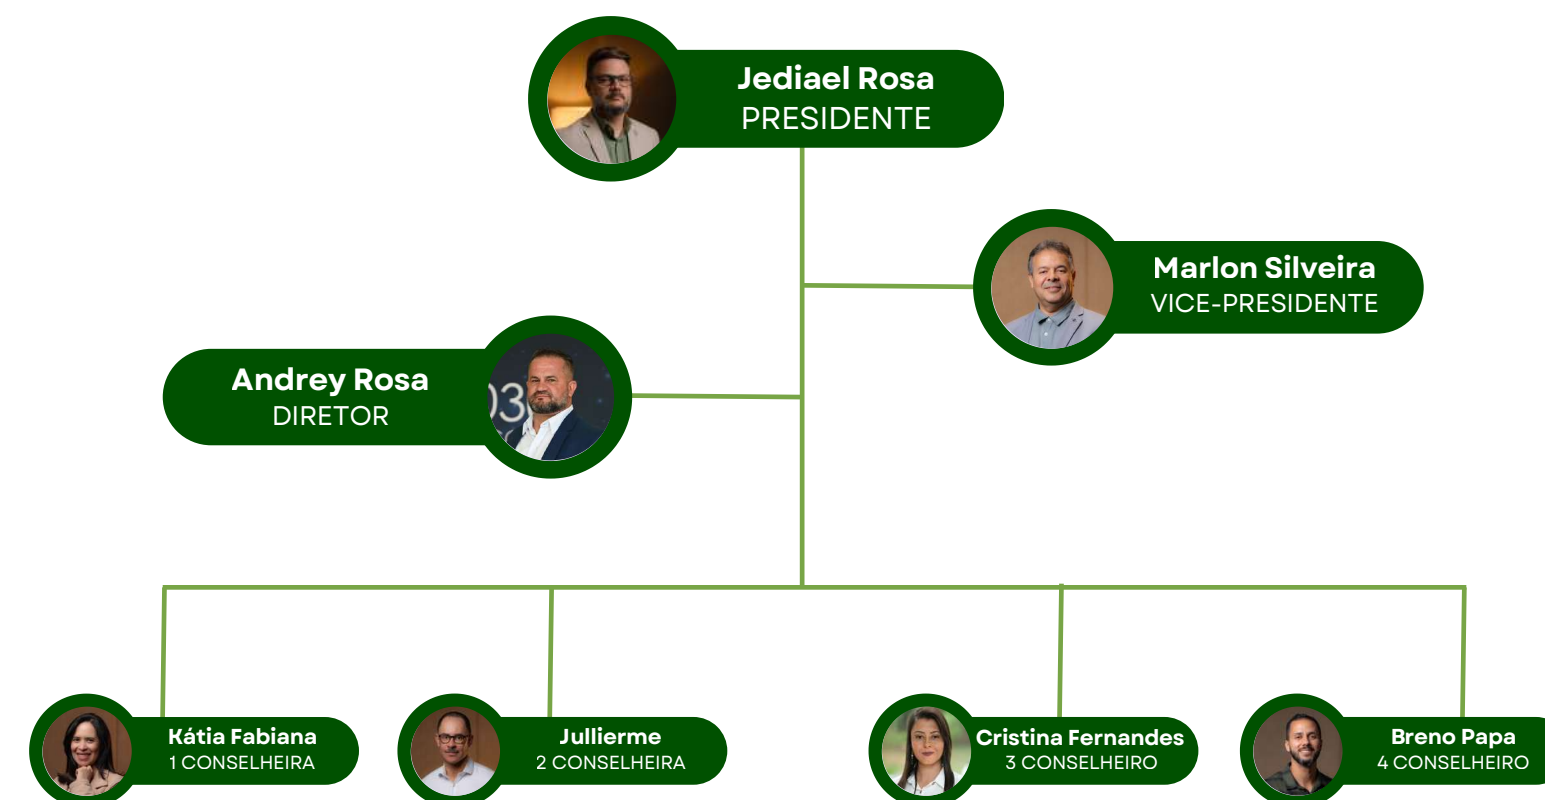 Jediael Rosa
PRESIDENTE
Marlon Silveira
VICE-PRESIDENTE
Andrey Rosa
DIRETOR
03
Kátia Fabiana
1 CONSELHEIRA
Jullierme
2 CONSELHEIRA
Cristina Fernandes
3 CONSELHEIRO
Breno Papa
4 CONSELHEIRO